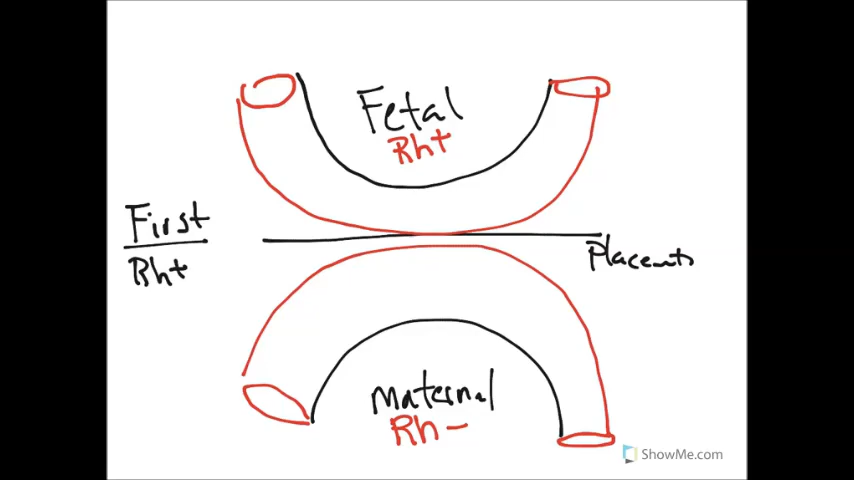 Fetal
Rh+
First
Rh+
Placenta
Maternal
Rh -
ShowMe.com